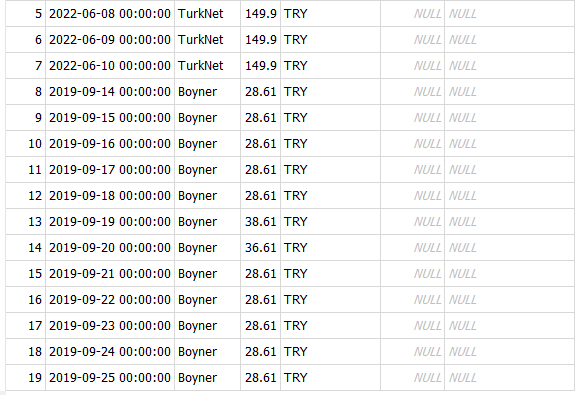 5 2022-06-08 00:00:00 TurkNet 149.9 TRY NULL NULL
6 2022-06-09 00:00:00 TurkNet 149.9 TRY NULL NULL
7 2022-06-10 00:00:00 TurkNet 149.9 TRY NULL NULL
8 2019-09-14 00:00:00 Boyner 28.61 TRY NULL NULL
9 2019-09-15 00:00:00 Boyner 28.61 TRY NULL NULL
10 2019-09-16 00:00:00 Boyner 28.61 TRY NULL NULL
11 2019-09-17 00:00:00 Boyner 28.61 TRY NULL NULL
12 2019-09-18 00:00:00 Boyner 28.61 TRY NULL NULL
13 2019-09-19 00:00:00 Boyner 38.61 TRY NULL NULL
14 2019-09-20 00:00:00 Boyner 36.61 TRY NULL NULL
15 2019-09-21 00:00:00 Boyner 28.61 TRY NULL NULL
16 2019-09-22 00:00:00 Boyner 28.61 TRY NULL NULL
17 2019-09-23 00:00:00 Boyner 28.61 TRY NULL NULL
18 2019-09-24 00:00:00 Boyner 28.61 TRY NULL NULL
19 2019-09-25 00:00:00 Boyner 28.61 TRY NULL NULL